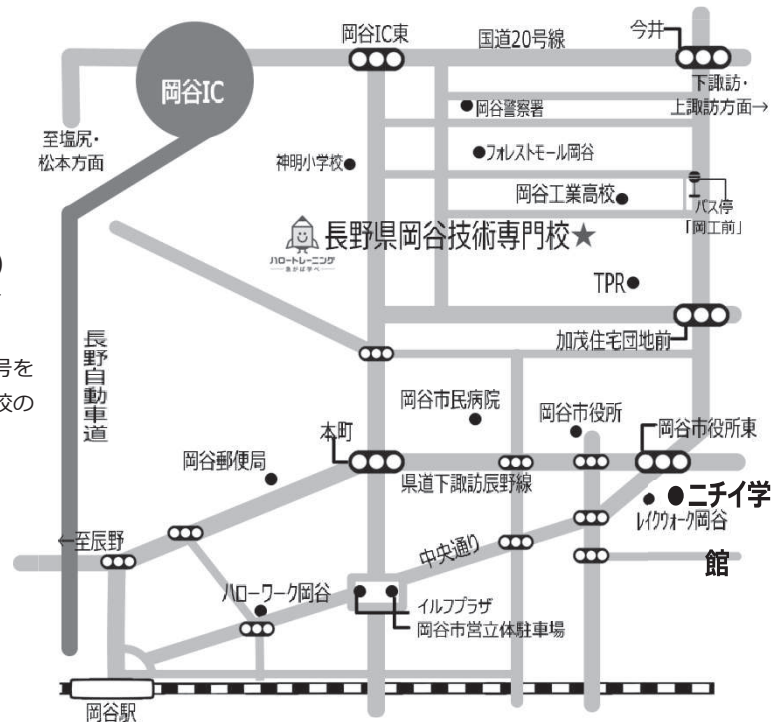 岡谷IC東
国道20号線
今井
岡谷IC
下諏訪・
上諏訪方面→
岡谷警察署
至塩尻・
松本方面
神明小学校
フォレストモール岡谷
岡谷工業高校
バス停
「岡工前」
長野県岡谷技術専門校★
ハロートレーニング
急がば学べ
TPR
加茂住宅団地前
長野自動車道
号を
校の
岡谷市民病院
岡谷市役所
岡谷市役所東
本町
岡谷郵便局
県道下諏訪辰野線
ニチイ学
館
レイクウォーク岡谷
←至辰野
中央通り
ハローワーク岡谷
イルフプラザ
岡谷市営立体駐車場
岡谷駅